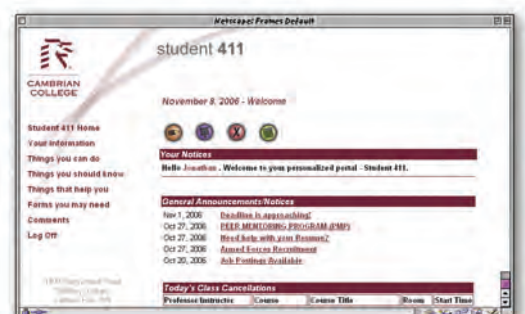 Netscape: Frames Default
student 411
CAMBRIAN
COLLEGE
November 8, 2006 - Welcome
Student 411 Home
Your Information
Things you can do
Things you should know
Things that help you
Forms you may need
Comments
Log Off
Your Notices
Hello Jonathan . Welcome to your personalized portal - Student 411.
General Announcements/Notices
Nov 1, 2006 Deadline is approaching!
Oct 27, 2006 PEER MENTORING PROGRAM (PMP)
Oct 27, 2006 Need help with your Resume?
Oct 27, 2006 Armed Forces Recruitment
Oct 20, 2006 Job Postings Available
Today's Class Cancellations
Professor/Instructor Course Course Title Room Start Time